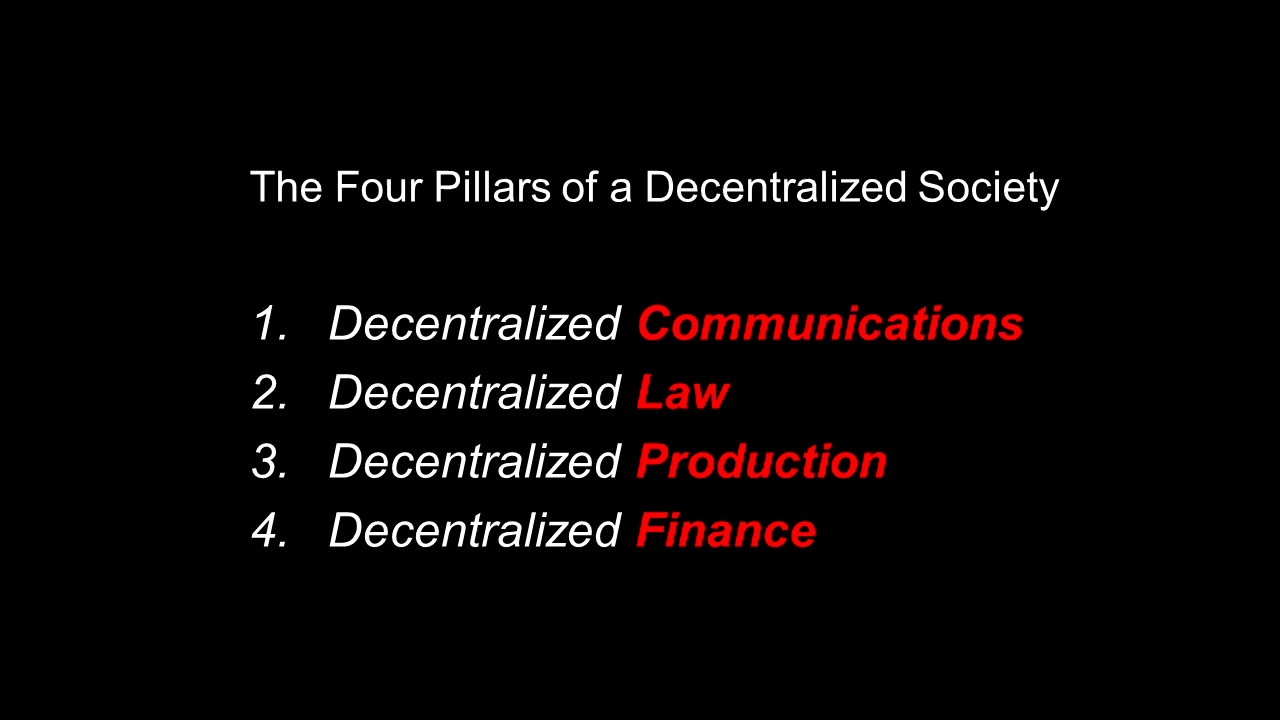 The Four Pillars of a Decentralized Society
1. Decentralized Communications
2. Decentralized Law
3. Decentralized Production
4. Decentralized Finance